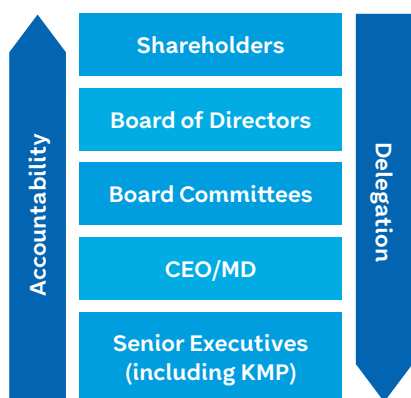 Accountability
Shareholders
Board of Directors
Board Committees
CEO/MD
Senior Executives
(including KMP)
Delegation